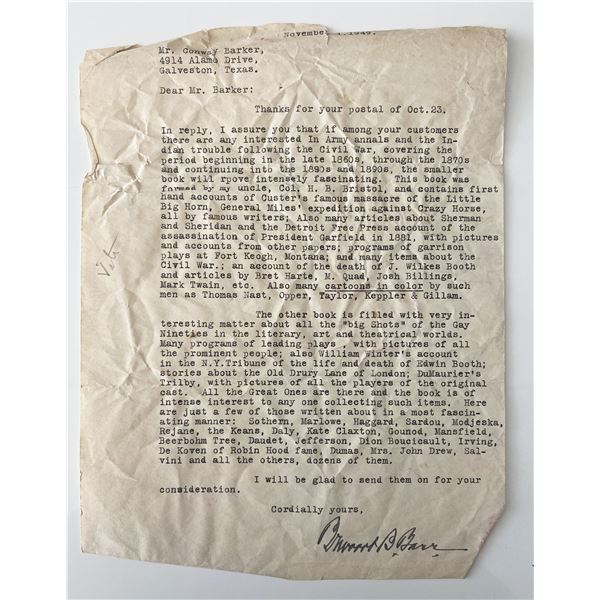 November 1.1949.
Mr. Conway Barker,
4914 Alamo Drive,
Galveston, Texas.
Dear Mr. Barker:
Thanks for your postal of Oct.23.
In reply, I assure you that if among your customers
there are any interested In Army annals and the In-
dian trouble following the Civil War, covering the
period beginning in the late 1860s, through the 1870s
and continuing into the 1890s and 1890s, the smaller
book will rpove intensely fascinating. This book was
formed by my uncle, Col. H. B. Bristol, and contains first
hand accounts of Custer's famous massacre of the Little
Big Horn, General Miles' expedition against Crazy Horse,
all by famous writers; Also many articles about Sherman
and Sheridan and the Detroit Free Press account of the
assassination of President Garfield in 1881, with pictures
and accounts from other papers; programs of garrison
plays at Fort Keogh, Montana; and many items about the
Civil War.; an account of the death of J. Wilkes Booth
and articles by Bret Harte, M. Quad, Josh Billings,
Mark Twain, etc. Also many cartoons in color by such
men as Thomas Nast, Opper, Taylor, Keppler & Gillam.
The other book is filled with very in-
teresting matter about all the "big Shots" of the Gay
Nineties in the literary, art and theatrical worlds.
Many programs of leading plays , with pictures of all
the prominent people; also William Winter's account
in the N.Y.Tribune of the life and death of Edwin Booth;
stories about the Old Drury Lane of London; DuMaurier's
Trilby, with pictures of all the players of the original
cast. All the Great Ones are there and the book is of
intense interest to any one collecting such items. Here
are just a few of those written about in a most fascin-
ating manner: Sothern, Marlowe, Haggard, Sardou, Modjeska,
Rejane, the Keans, Daly, Kate Claxton, Gounod, Mansfield,
Beerbohm Tree, Daudet, Jefferson, Dion Boucicault, Irving,
De Koven of Robin Hood fame, Dumas, Mrs. John Drew, Sal-
vini and all the others, dozens of them.
I will be glad to send them on for your
consideration.
Cordially yours,
B. Barr